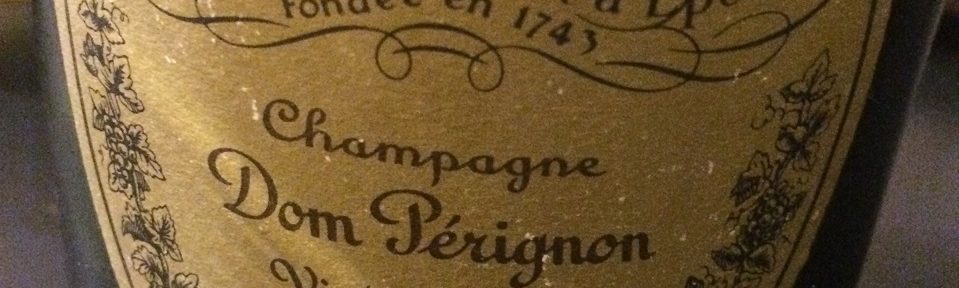 Fondée en 1743
Champagne
Dom Pérignon